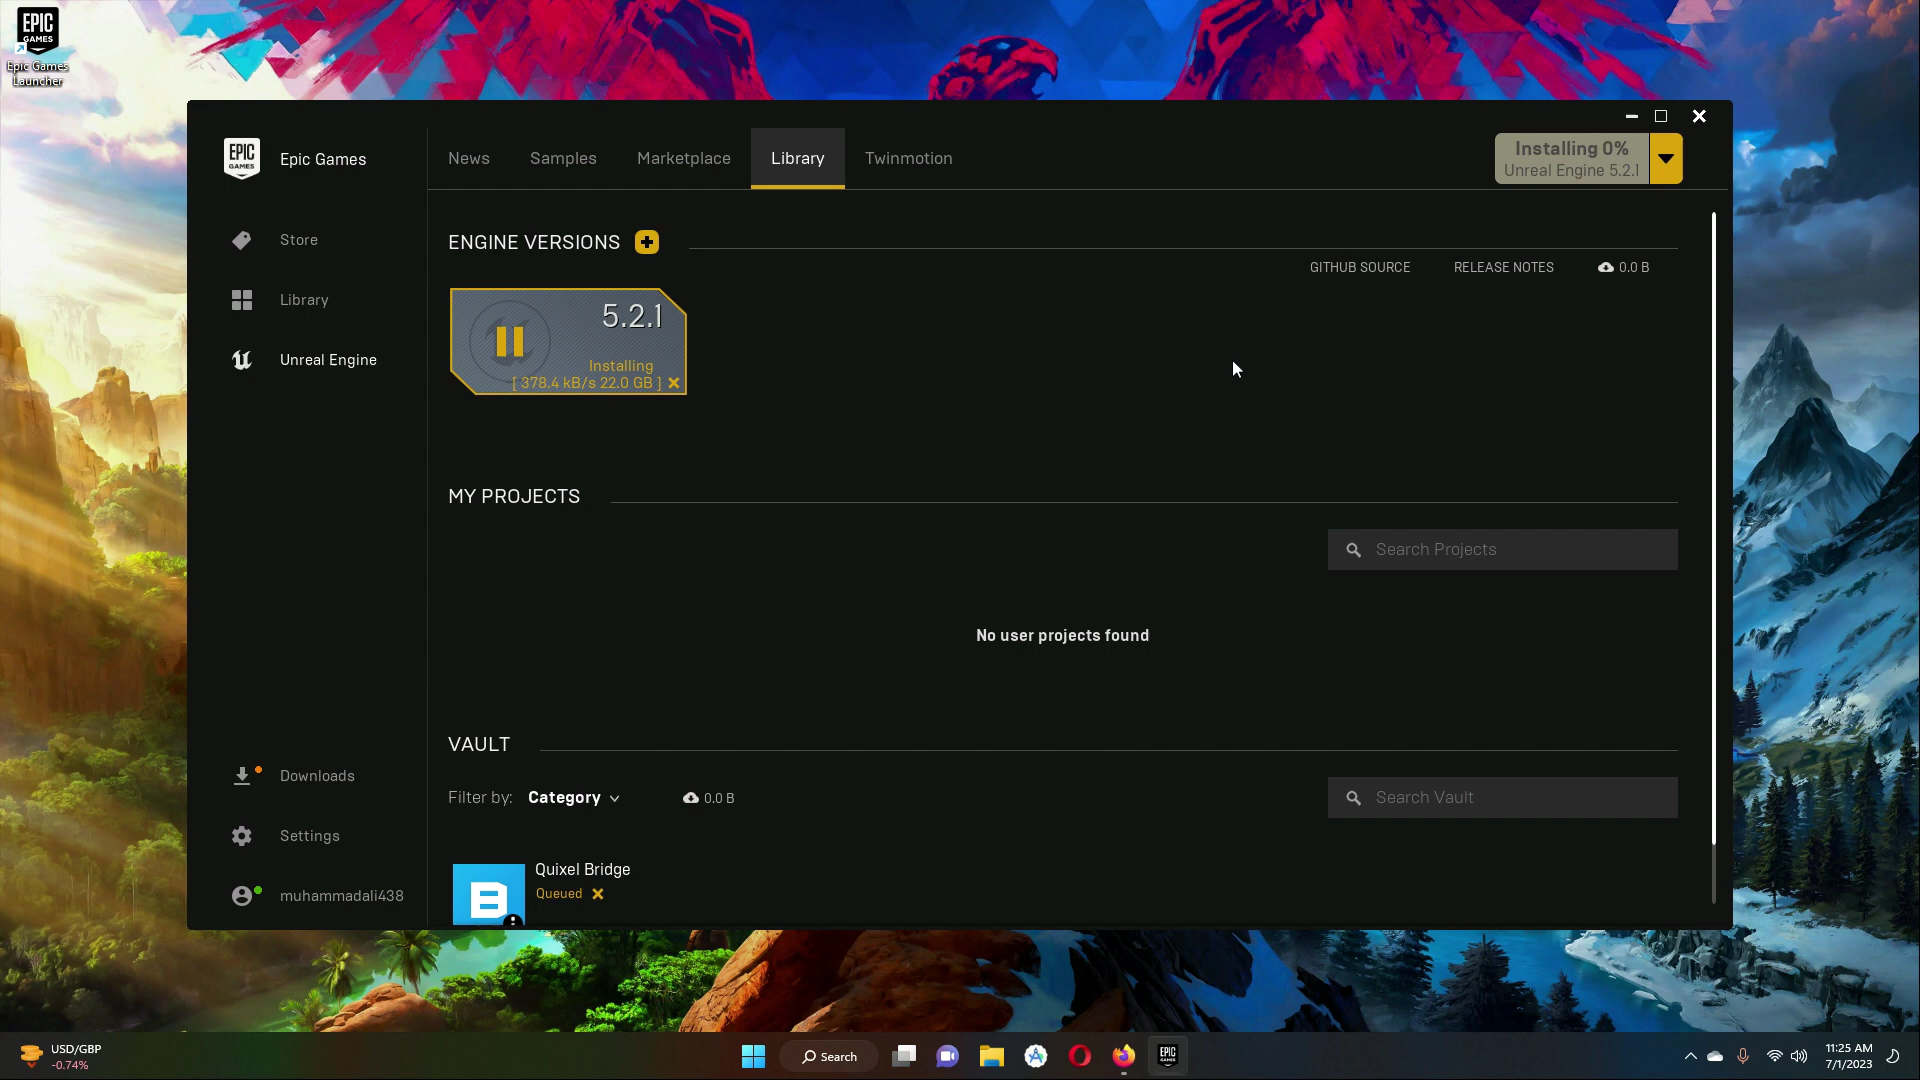 EPIC
GAMES
Epic Games
Launcher
EPIC
GAMES
Epic Games
News
Samples
Marketplace
Library
Twinmotion
Installing 0%
Unreal Engine 5.2.1
Store
Library
Unreal Engine
ENGINE VERSIONS
GITHUB SOURCE
RELEASE NOTES
0.0 B
5.2.1
Installing
[ 378.4 kB/s 22.0 GB ]
MY PROJECTS
Search Projects
No user projects found
VAULT
Filter by:
Category
0.0 B
Search Vault
Quixel Bridge
Queued
Downloads
Settings
muhammadali438
USD/GBP
-0.74%
Search
EPIC
GAMES
11:25 AM
7/1/2023